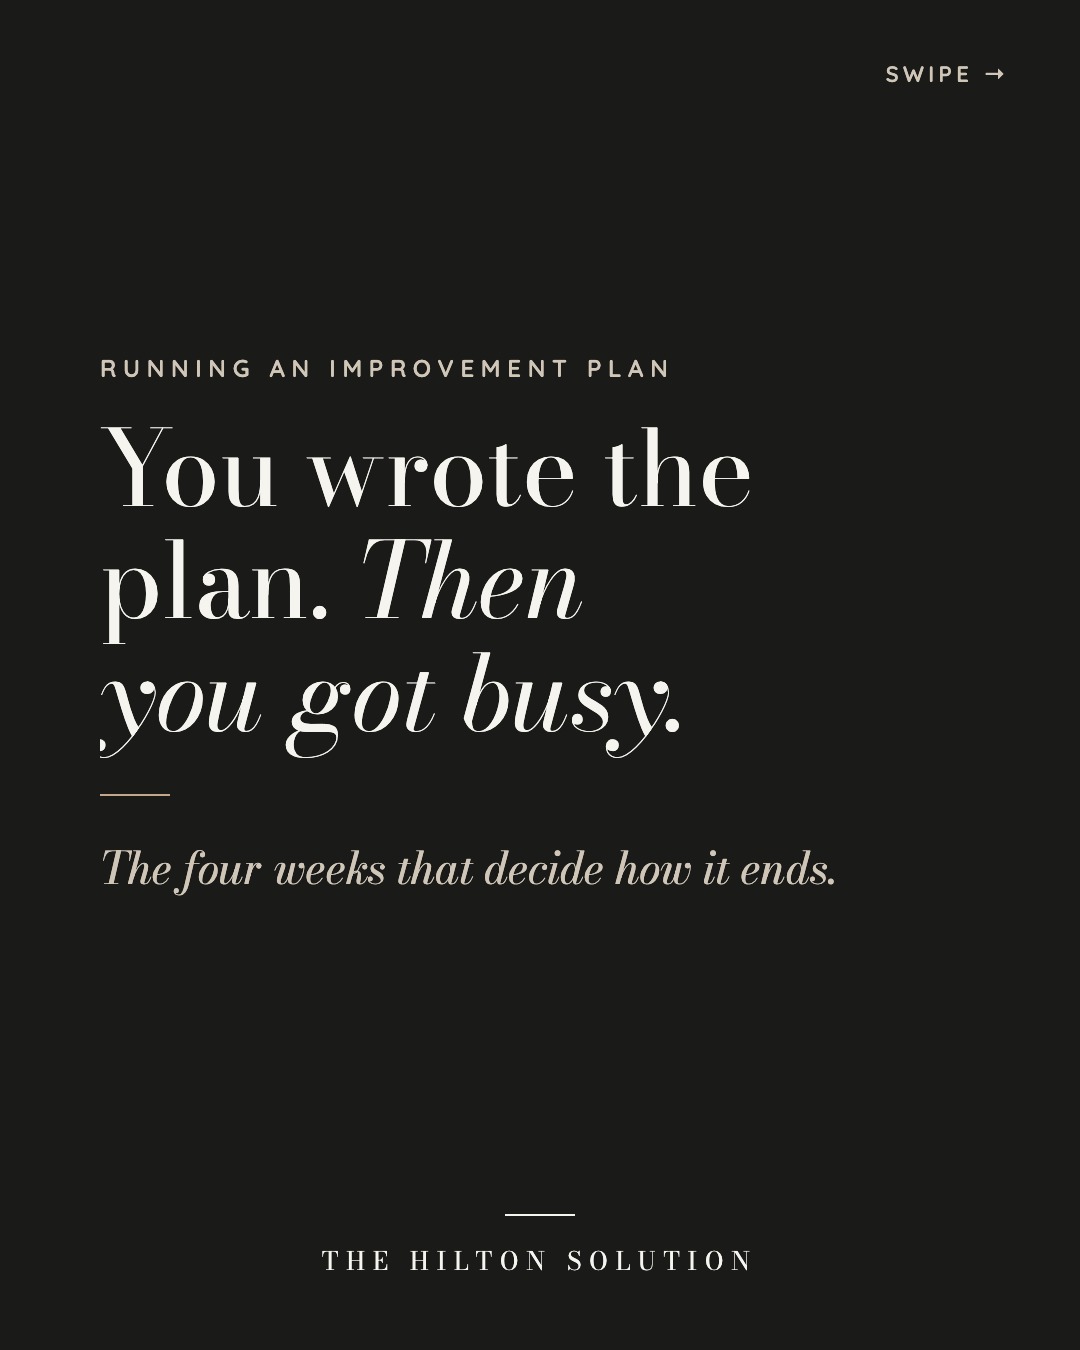 SWIPE →
RUNNING AN IMPROVEMENT PLAN
You wrote the
plan. Then
you got busy.
The four weeks that decide how it ends.
THE HILTON SOLUTION